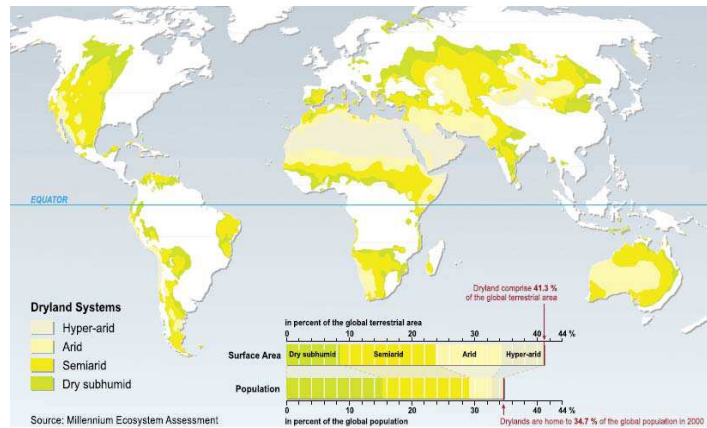 EQUATOR
Dryland Systems
Hyper-arid
Arid
Semiarid
Dry subhumid
Dryland comprise 41.3 %
of the global terrestrial area
in percent of the global terrestrial area
0 10 20 30 44 %
Surface Area
Dry subhumid Semiarid Arid Hyper-arid
Population
0 10 20 30 40 44 %
in percent of the global population
Drylands are home to 34.7 % of the global population in 2000
Source: Millennium Ecosystem Assessment